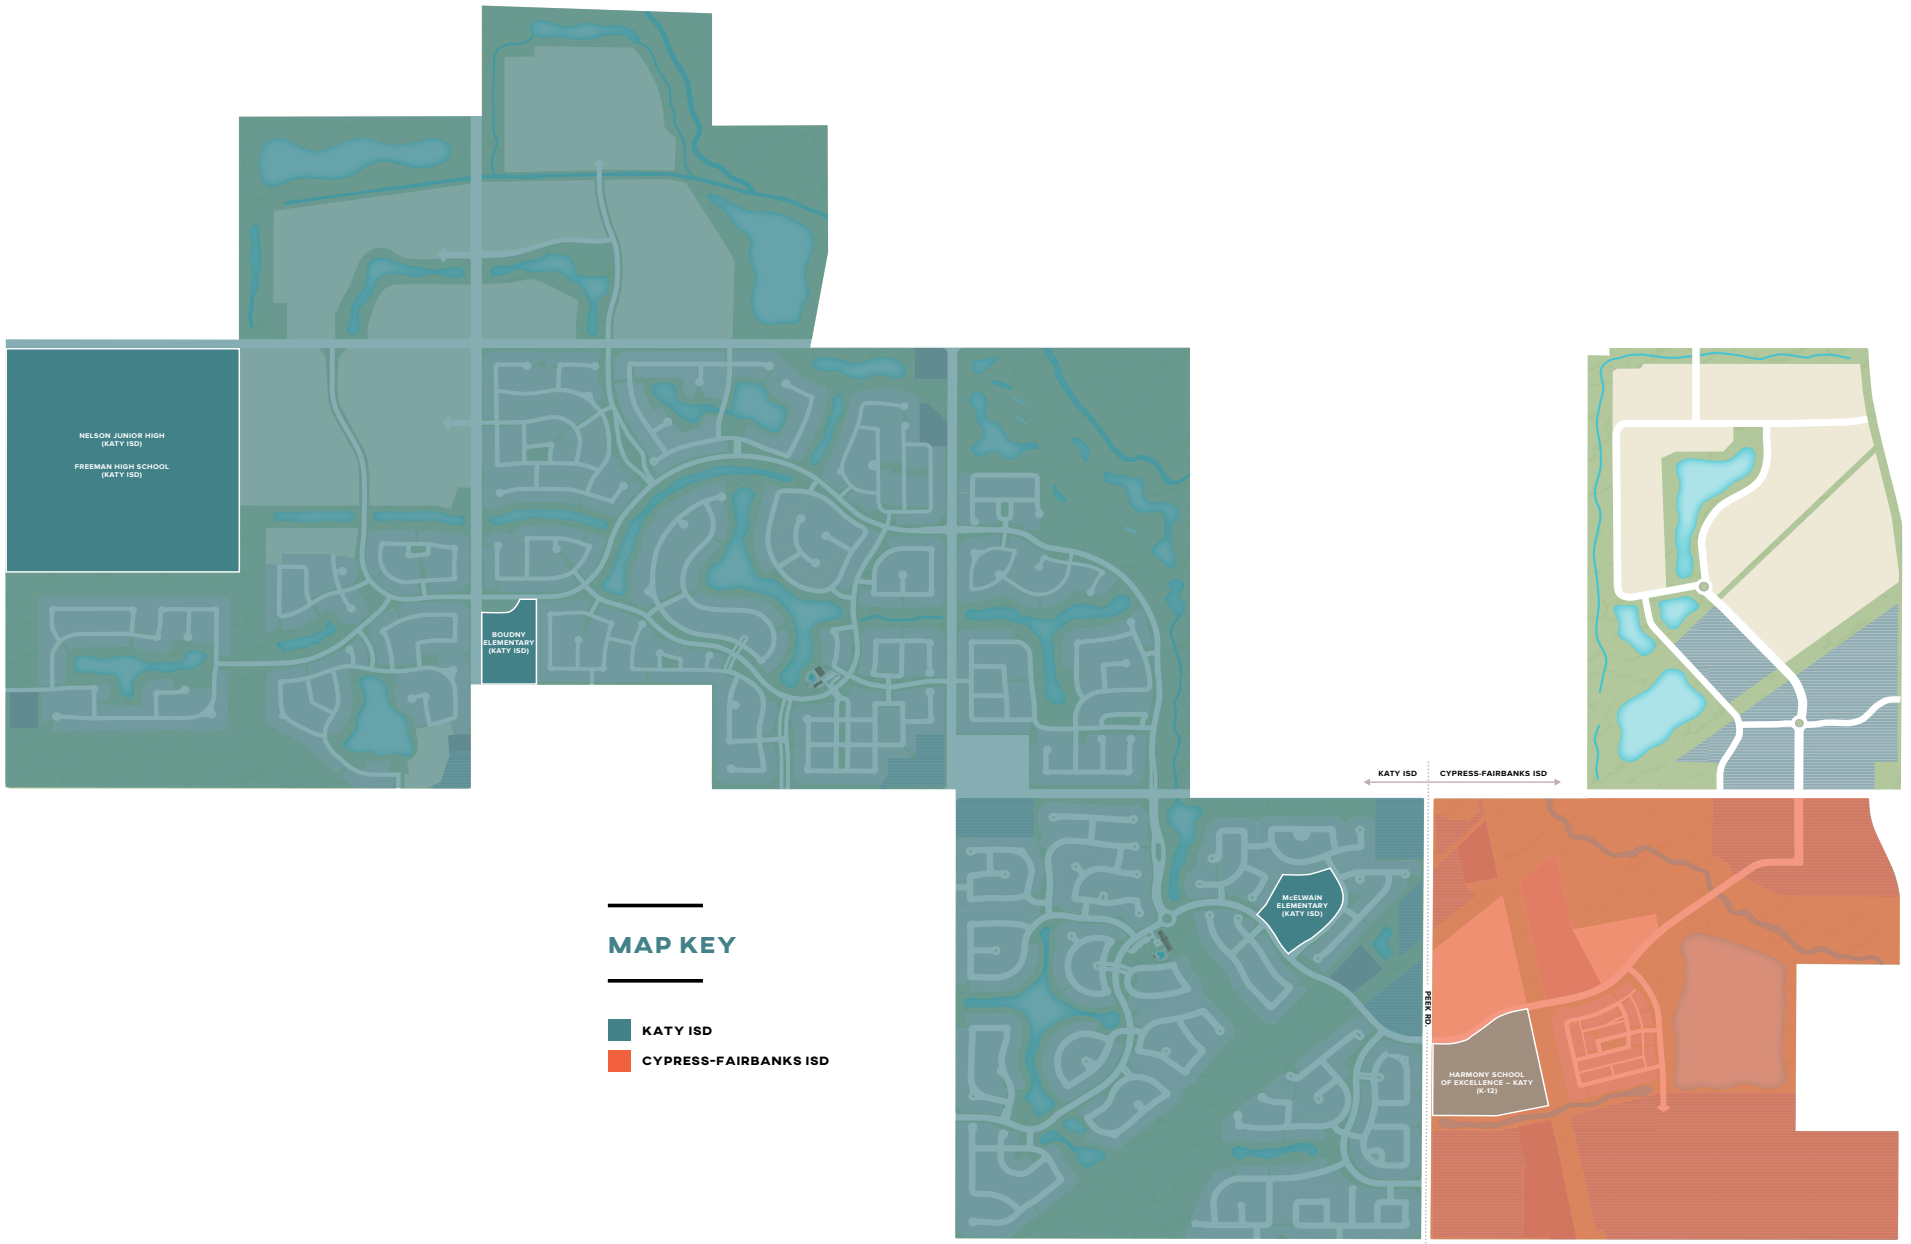 NELSON JUNIOR HIGH
(KATY ISD)
FREEMAN HIGH SCHOOL
(KATY ISD)
BOUDNY
ELEMENTARY
(KATY ISD)
KATY ISD
CYPRESS-FAIRBANKS ISD
McELWAIN
ELEMENTARY
(KATY ISD)
PEEK RD.
HARMONY SCHOOL
OF EXCELLENCE – KATY
(K-12)
MAP KEY
KATY ISD
CYPRESS-FAIRBANKS ISD